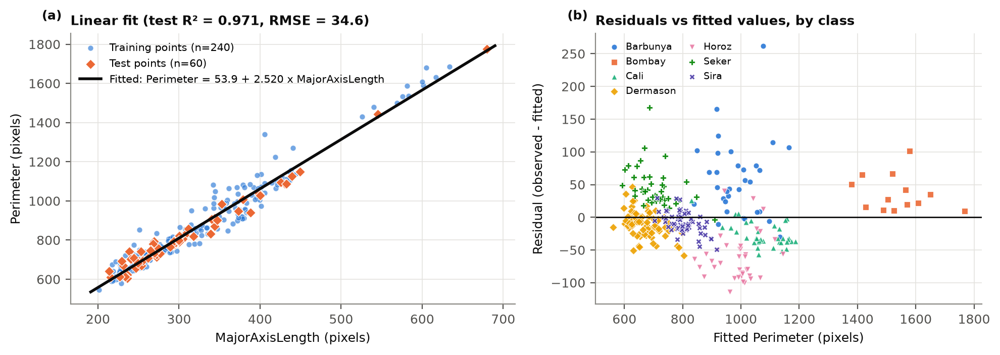 (a) Linear fit (test R² = 0.971, RMSE = 34.6)
Training points (n=240)
Test points (n=60)
Fitted: Perimeter = 53.9 + 2.520 x MajorAxisLength
Perimeter (pixels)
1800
1600
1400
1200
1000
800
600
200 300 400 500 600 700
MajorAxisLength (pixels)
(b) Residuals vs fitted values, by class
Barbunya
Bombay
Cali
Dermason
Horoz
Seker
Sira
Residual (observed - fitted)
250
200
150
100
50
0
−50
−100
600 800 1000 1200 1400 1600 1800
Fitted Perimeter (pixels)